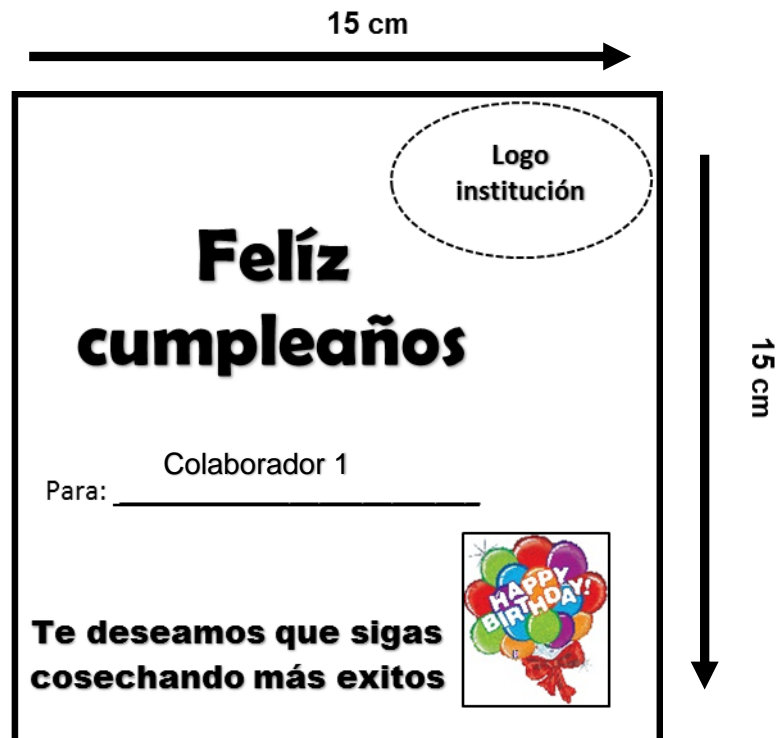 15 cm
Logo
institución
Felíz
cumpleaños
15 cm
Colaborador 1
Para: ___________________________
HAPPY
BIRTHDAY!
Te deseamos que sigas
cosechando más exitos